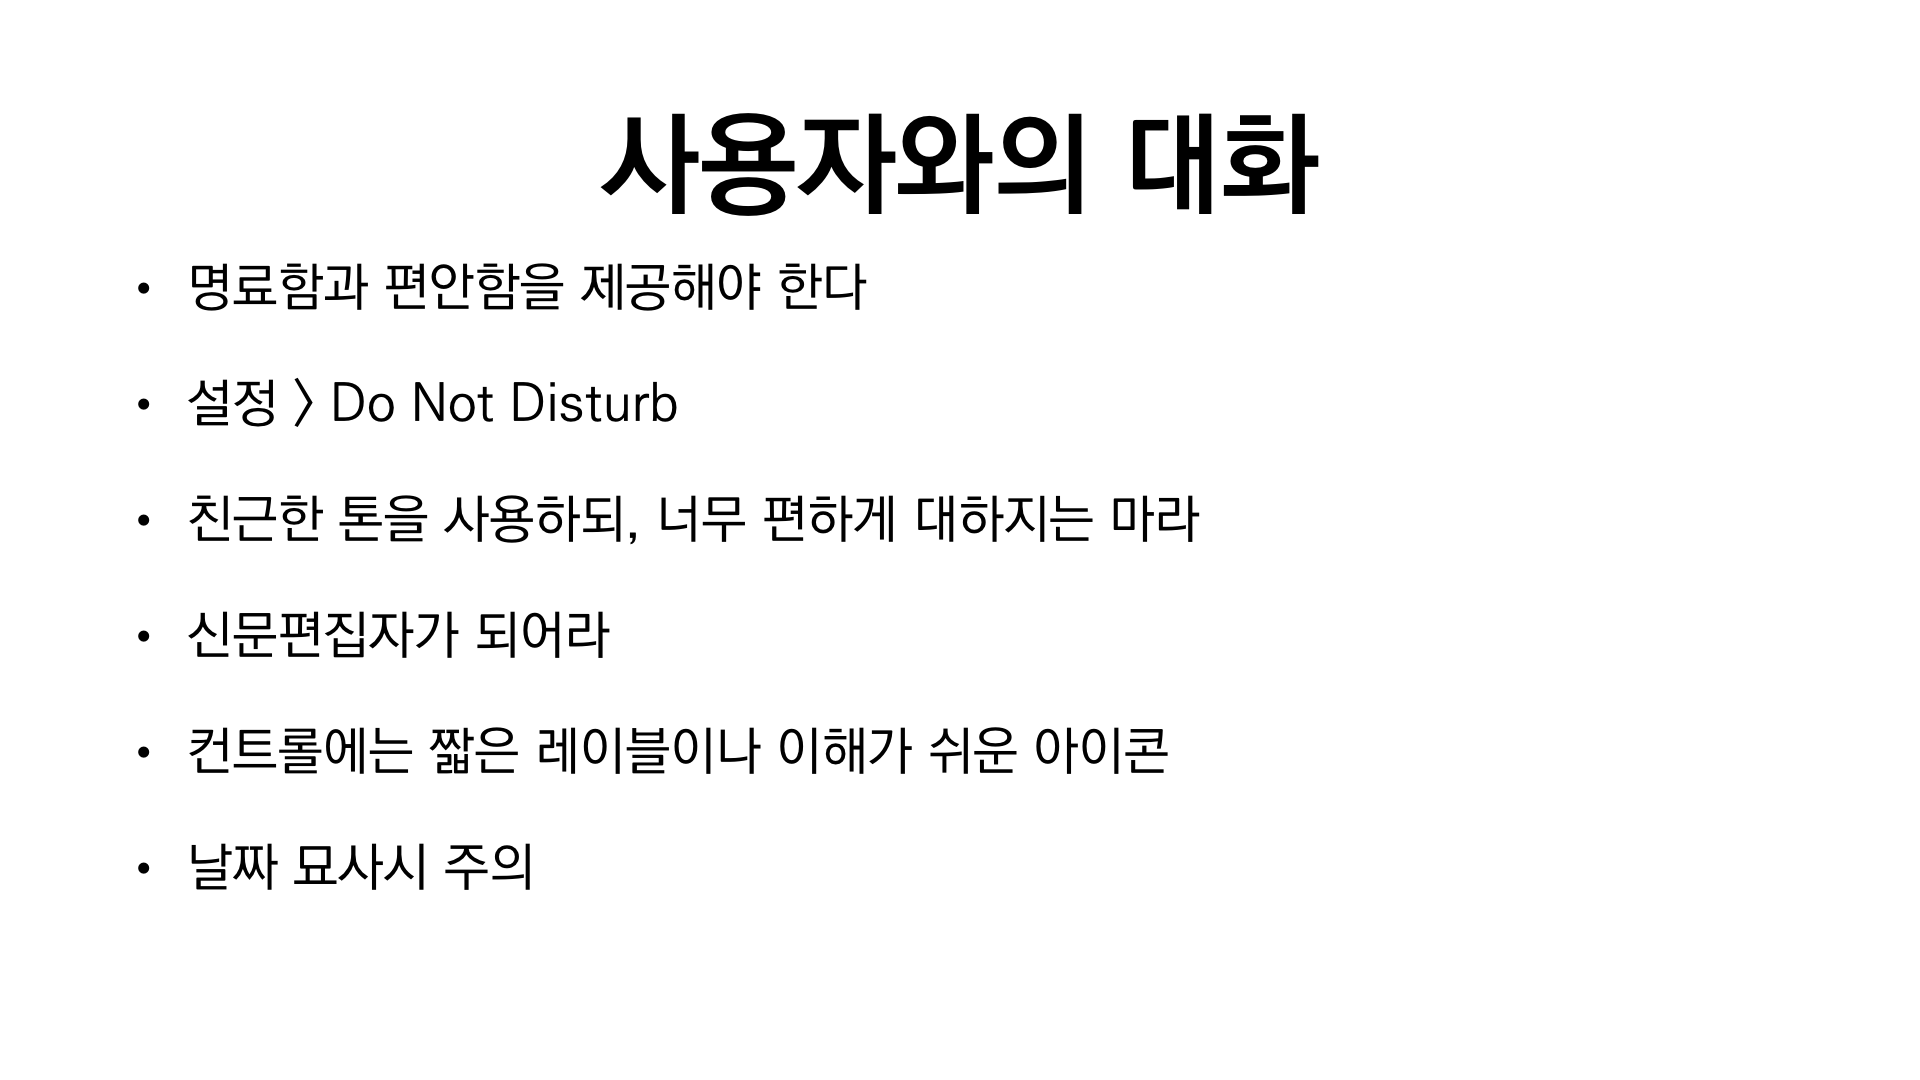 사용자와의 대화
• 명료함과 편안함을 제공해야 한다
• 설정 > Do Not Disturb
• 친근한 톤을 사용하되, 너무 편하게 대하지는 마라
• 신문편집자가 되어라
• 컨트롤에는 짧은 레이블이나 이해가 쉬운 아이콘
• 날짜 묘사시 주의